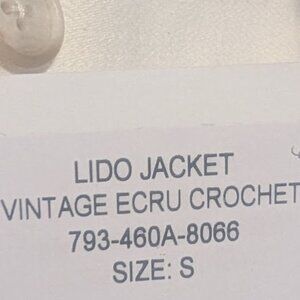 LIDO JACKET
VINTAGE ECRU CROCHET
793-460A-8066
SIZE: S